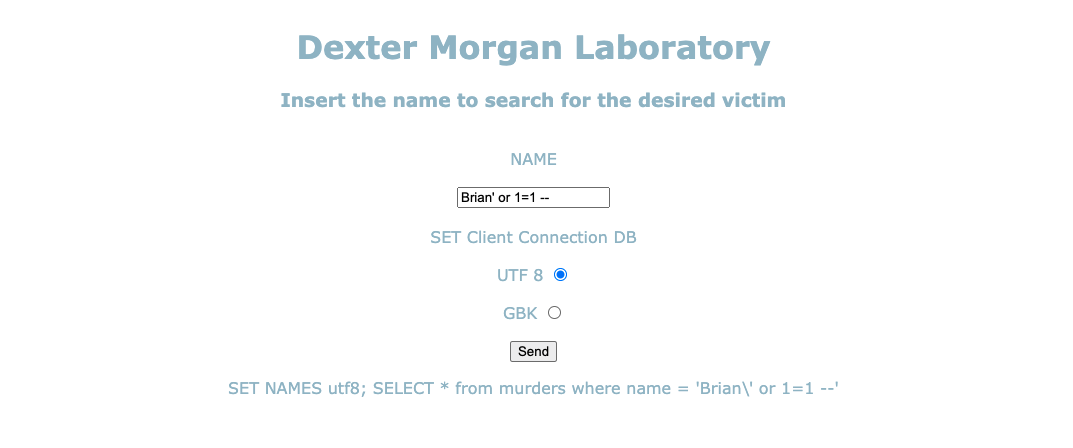 Dexter Morgan Laboratory
Insert the name to search for the desired victim
NAME
Brian' or 1=1 --
SET Client Connection DB
UTF 8
GBK
Send
SET NAMES utf8; SELECT * from murders where name = 'Brian\' or 1=1 --'